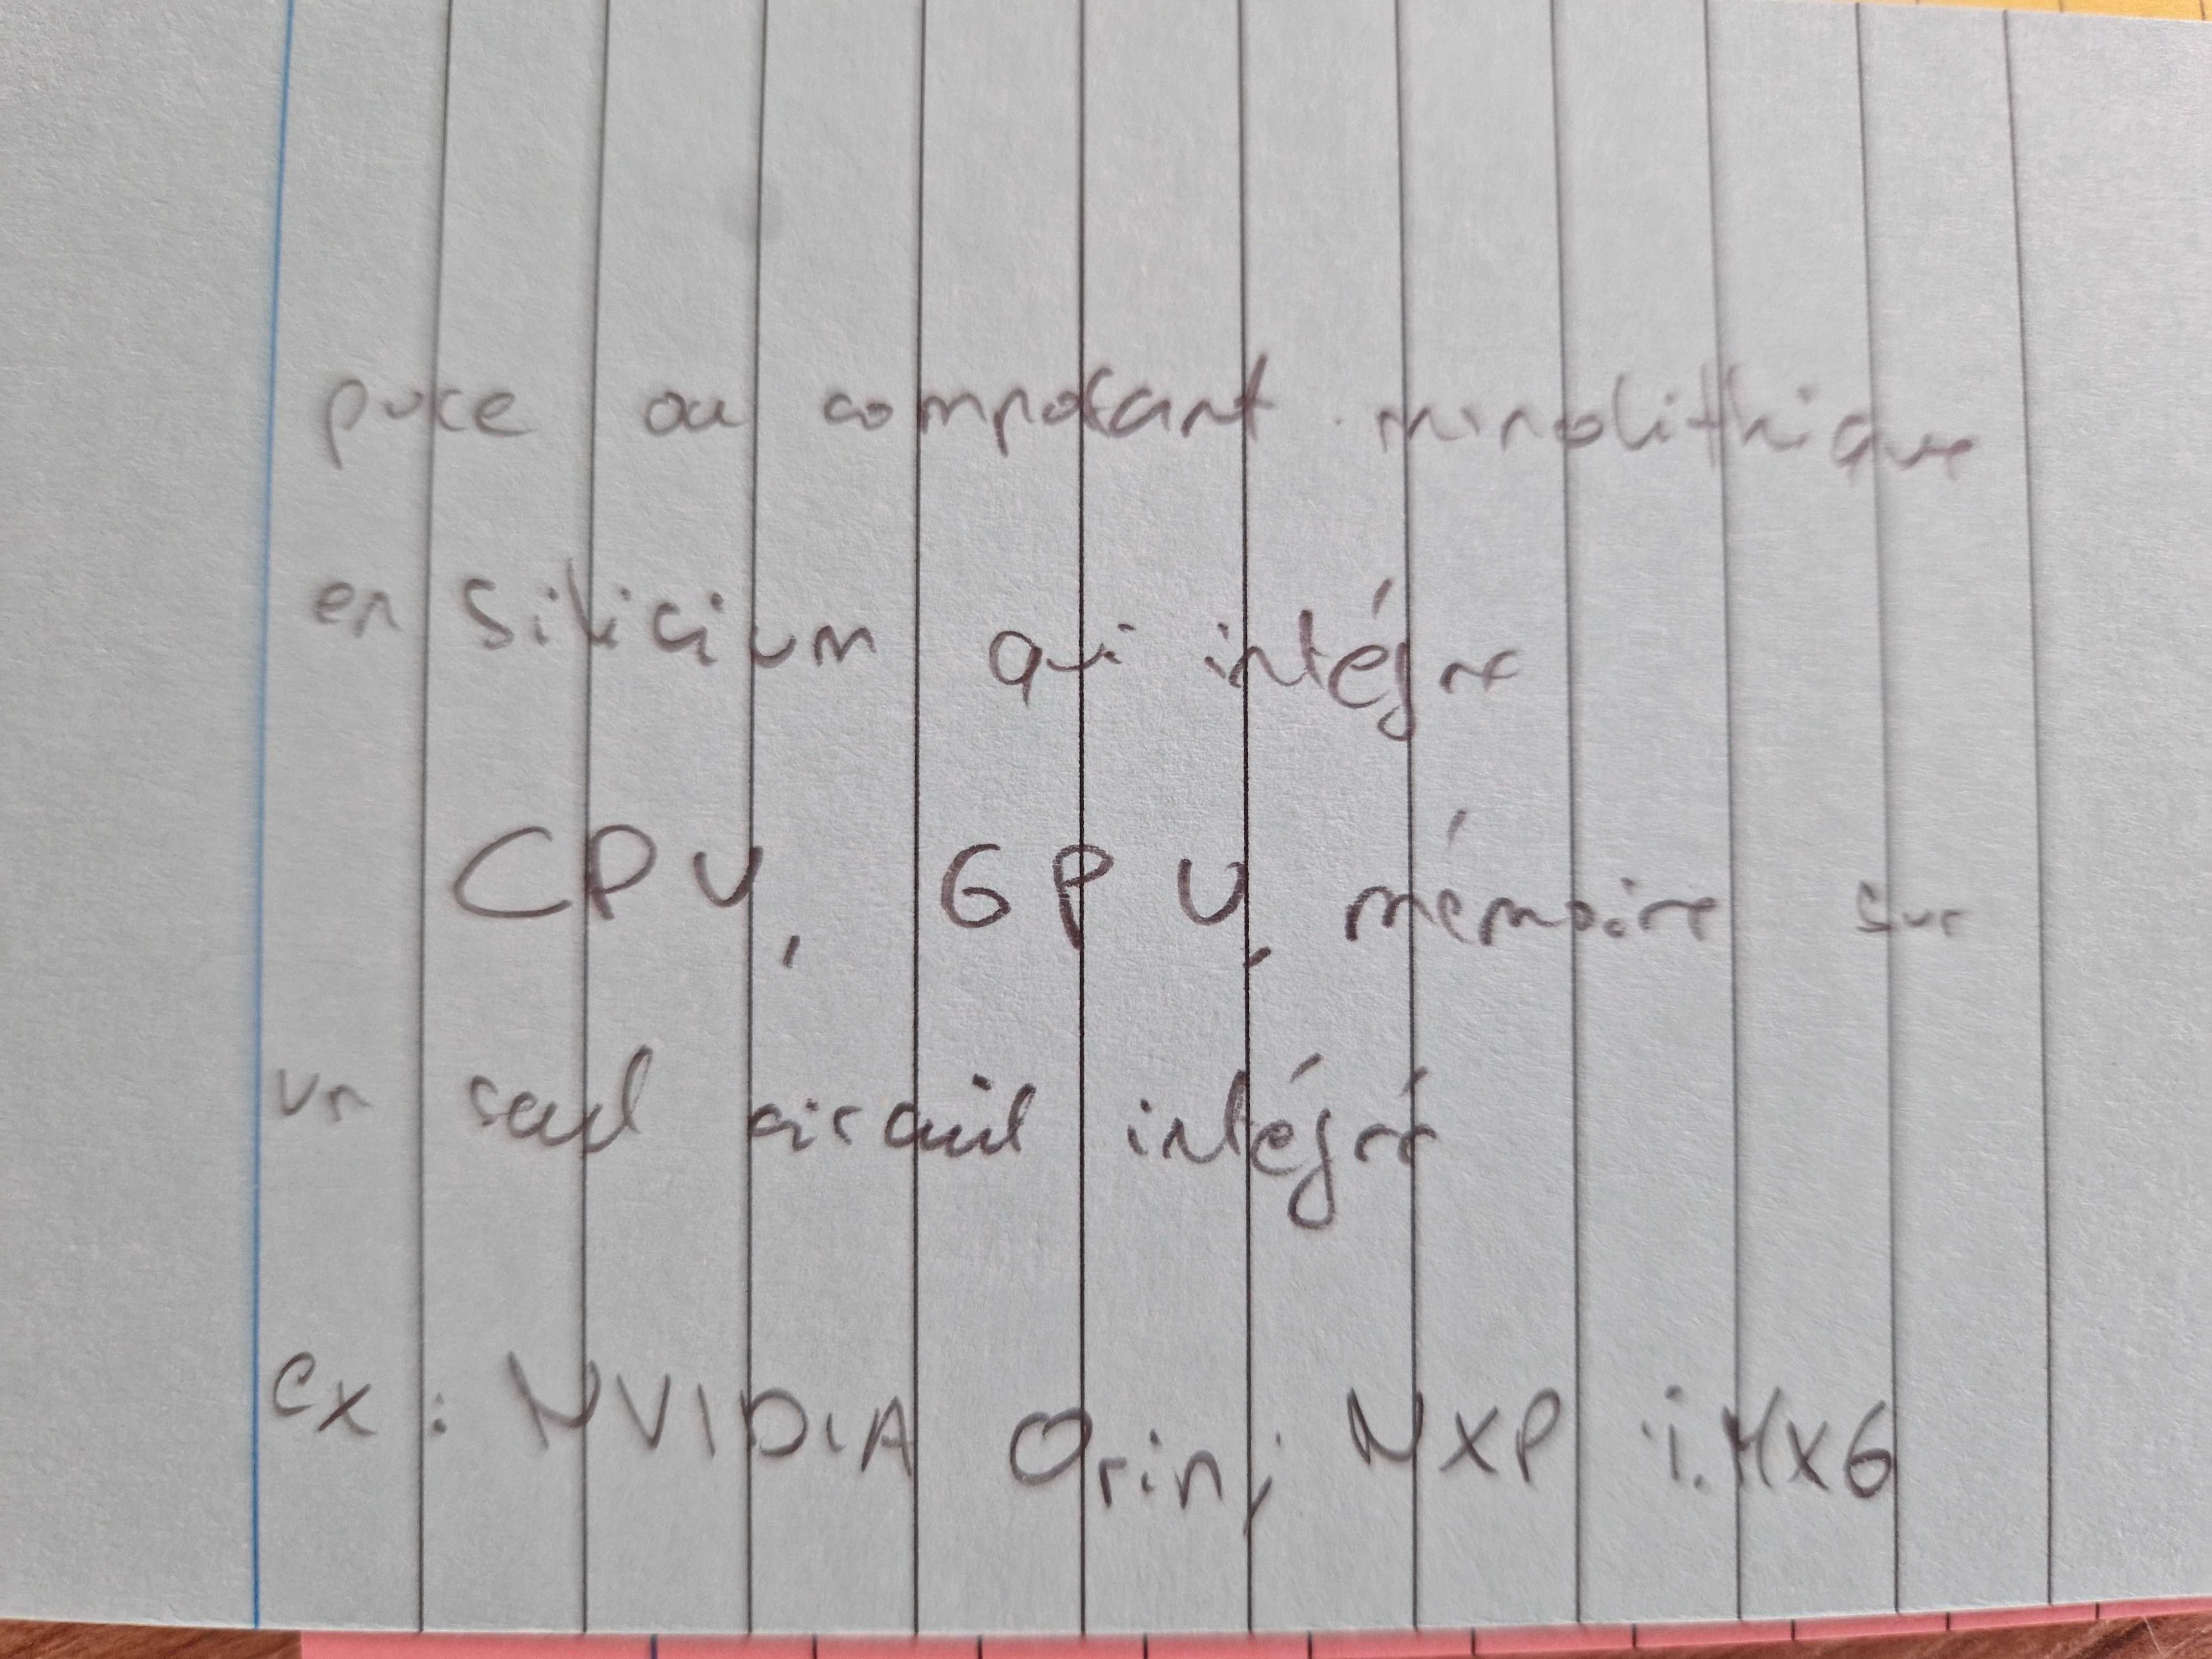 puce ou composant monolithique
en silicium qui intègre
CPU, GPU, mémoire sur
un seul circuit intégré
ex : NVIDIA Orin, NXP i.MX6